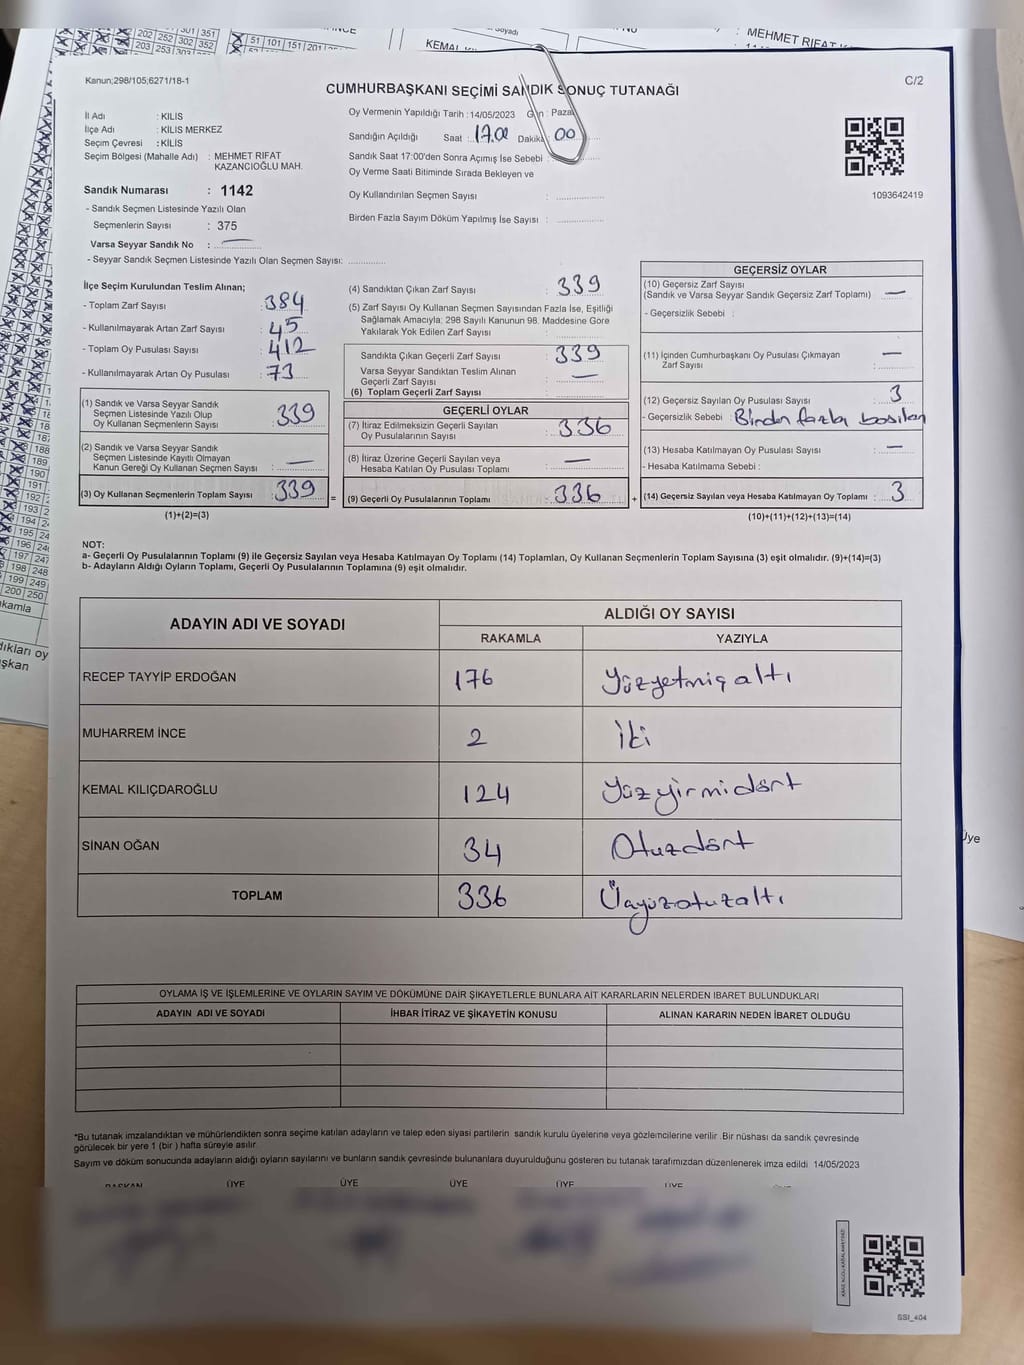 202 252 302 352
203 253 303
51 101 151 201
MEHMET RIFAT
Kanun;298/105;6271/18-1
C/2
CUMHURBAŞKANI SEÇİMİ SANDIK SONUÇ TUTANAĞI
İl Adı : KİLİS
İlçe Adı : KİLİS MERKEZ
Seçim Çevresi : KİLİS
Seçim Bölgesi (Mahalle Adı) : MEHMET RIFAT KAZANCIOĞLU MAH.
Oy Vermenin Yapıldığı Tarih : 14/05/2023 Gün : Pazar
Sandığın Açıldığı Saat : 17.00 Dakika 00
Sandık Saat 17:00'den Sonra Açımış İse Sebebi :
Oy Verme Saati Bitiminde Sırada Bekleyen ve
Oy Kullandırılan Seçmen Sayısı :
Birden Fazla Sayım Döküm Yapılmış İse Sayısı :
1093642419
Sandık Numarası : 1142
- Sandık Seçmen Listesinde Yazılı Olan
Seçmenlerin Sayısı : 375
Varsa Seyyar Sandık No : —
- Seyyar Sandık Seçmen Listesinde Yazılı Olan Seçmen Sayısı:
İlçe Seçim Kurulundan Teslim Alınan;
- Toplam Zarf Sayısı : 384
- Kullanılmayarak Artan Zarf Sayısı : 45
- Toplam Oy Pusulası Sayısı : 412
- Kullanılmayarak Artan Oy Pusulası : 73
(1) Sandık ve Varsa Seyyar Sandık
Seçmen Listesinde Yazılı Olup
Oy Kullanan Seçmenlerin Sayısı : 339
(2) Sandık ve Varsa Seyyar Sandık
Seçmen Listesinde Kayıtlı Olmayan
Kanun Gereği Oy Kullanan Seçmen Sayısı : —
(3) Oy Kullanan Seçmenlerin Toplam Sayısı : 339
(1)+(2)=(3)
=
(4) Sandıktan Çıkan Zarf Sayısı : 339
(5) Zarf Sayısı Oy Kullanan Seçmen Sayısından Fazla İse, Eşitliği
Sağlamak Amacıyla; 298 Sayılı Kanunun 98. Maddesine Göre
Yakılarak Yok Edilen Zarf Sayısı :
Sandıkta Çıkan Geçerli Zarf Sayısı : 339
Varsa Seyyar Sandıktan Teslim Alınan
Geçerli Zarf Sayısı : —
(6) Toplam Geçerli Zarf Sayısı :
GEÇERLİ OYLAR
(7) İtiraz Edilmeksizin Geçerli Sayılan
Oy Pusulalarının Sayısı : 336
(8) İtiraz Üzerine Geçerli Sayılan veya
Hesaba Katılan Oy Pusulası Toplamı : —
(9) Geçerli Oy Pusulalarının Toplamı : 336
+
GEÇERSİZ OYLAR
(10) Geçersiz Zarf Sayısı
(Sandık ve Varsa Seyyar Sandık Geçersiz Zarf Toplamı) : —
- Geçersizlik Sebebi :
(11) İçinden Cumhurbaşkanı Oy Pusulası Çıkmayan
Zarf Sayısı : —
(12) Geçersiz Sayılan Oy Pusulası Sayısı : 3
- Geçersizlik Sebebi : Birden fazla basılan
(13) Hesaba Katılmayan Oy Pusulası Sayısı : —
- Hesaba Katılmama Sebebi :
(14) Geçersiz Sayılan veya Hesaba Katılmayan Oy Toplamı : 3
(10)+(11)+(12)+(13)=(14)
NOT:
a- Geçerli Oy Pusulalarının Toplamı (9) ile Geçersiz Sayılan veya Hesaba Katılmayan Oy Toplamı (14) Toplamları, Oy Kullanan Seçmenlerin Toplam Sayısına (3) eşit olmalıdır. (9)+(14)=(3)
b- Adayların Aldığı Oyların Toplamı, Geçerli Oy Pusulalarının Toplamına (9) eşit olmalıdır.
ADAYIN ADI VE SOYADI
ALDIĞI OY SAYISI
RAKAMLA YAZIYLA
RECEP TAYYİP ERDOĞAN 176 Yüzyetmiş altı
MUHARREM İNCE 2 İki
KEMAL KILIÇDAROĞLU 124 Yüzyirmidört
SİNAN OĞAN 34 Otuzdört
TOPLAM 336 Üçyüzotuzaltı
OYLAMA İŞ VE İŞLEMLERİNE VE OYLARIN SAYIM VE DÖKÜMÜNE DAİR ŞİKAYETLERLE BUNLARA AİT KARARLARIN NELERDEN İBARET BULUNDUKLARI
ADAYIN ADI VE SOYADI İHBAR İTİRAZ VE ŞİKAYETİN KONUSU ALINAN KARARIN NEDEN İBARET OLDUĞU
*Bu tutanak imzalandıktan ve mühürlendikten sonra seçime katılan adayların ve talep eden siyasi partilerin sandık kurulu üyelerine veya gözlemcilerine verilir .Bir nüshası da sandık çevresinde
görülecek bir yere 1 (bir ) hafta süreyle asılır.
Sayım ve döküm sonucunda adayların aldığı oyların sayılarını ve bunların sandık çevresinde bulunanlara duyurulduğunu gösteren bu tutanak tarafımızdan düzenlenerek imza edildi 14/05/2023
BAŞKAN ÜYE ÜYE ÜYE ÜYE ÜYE
SSI_404